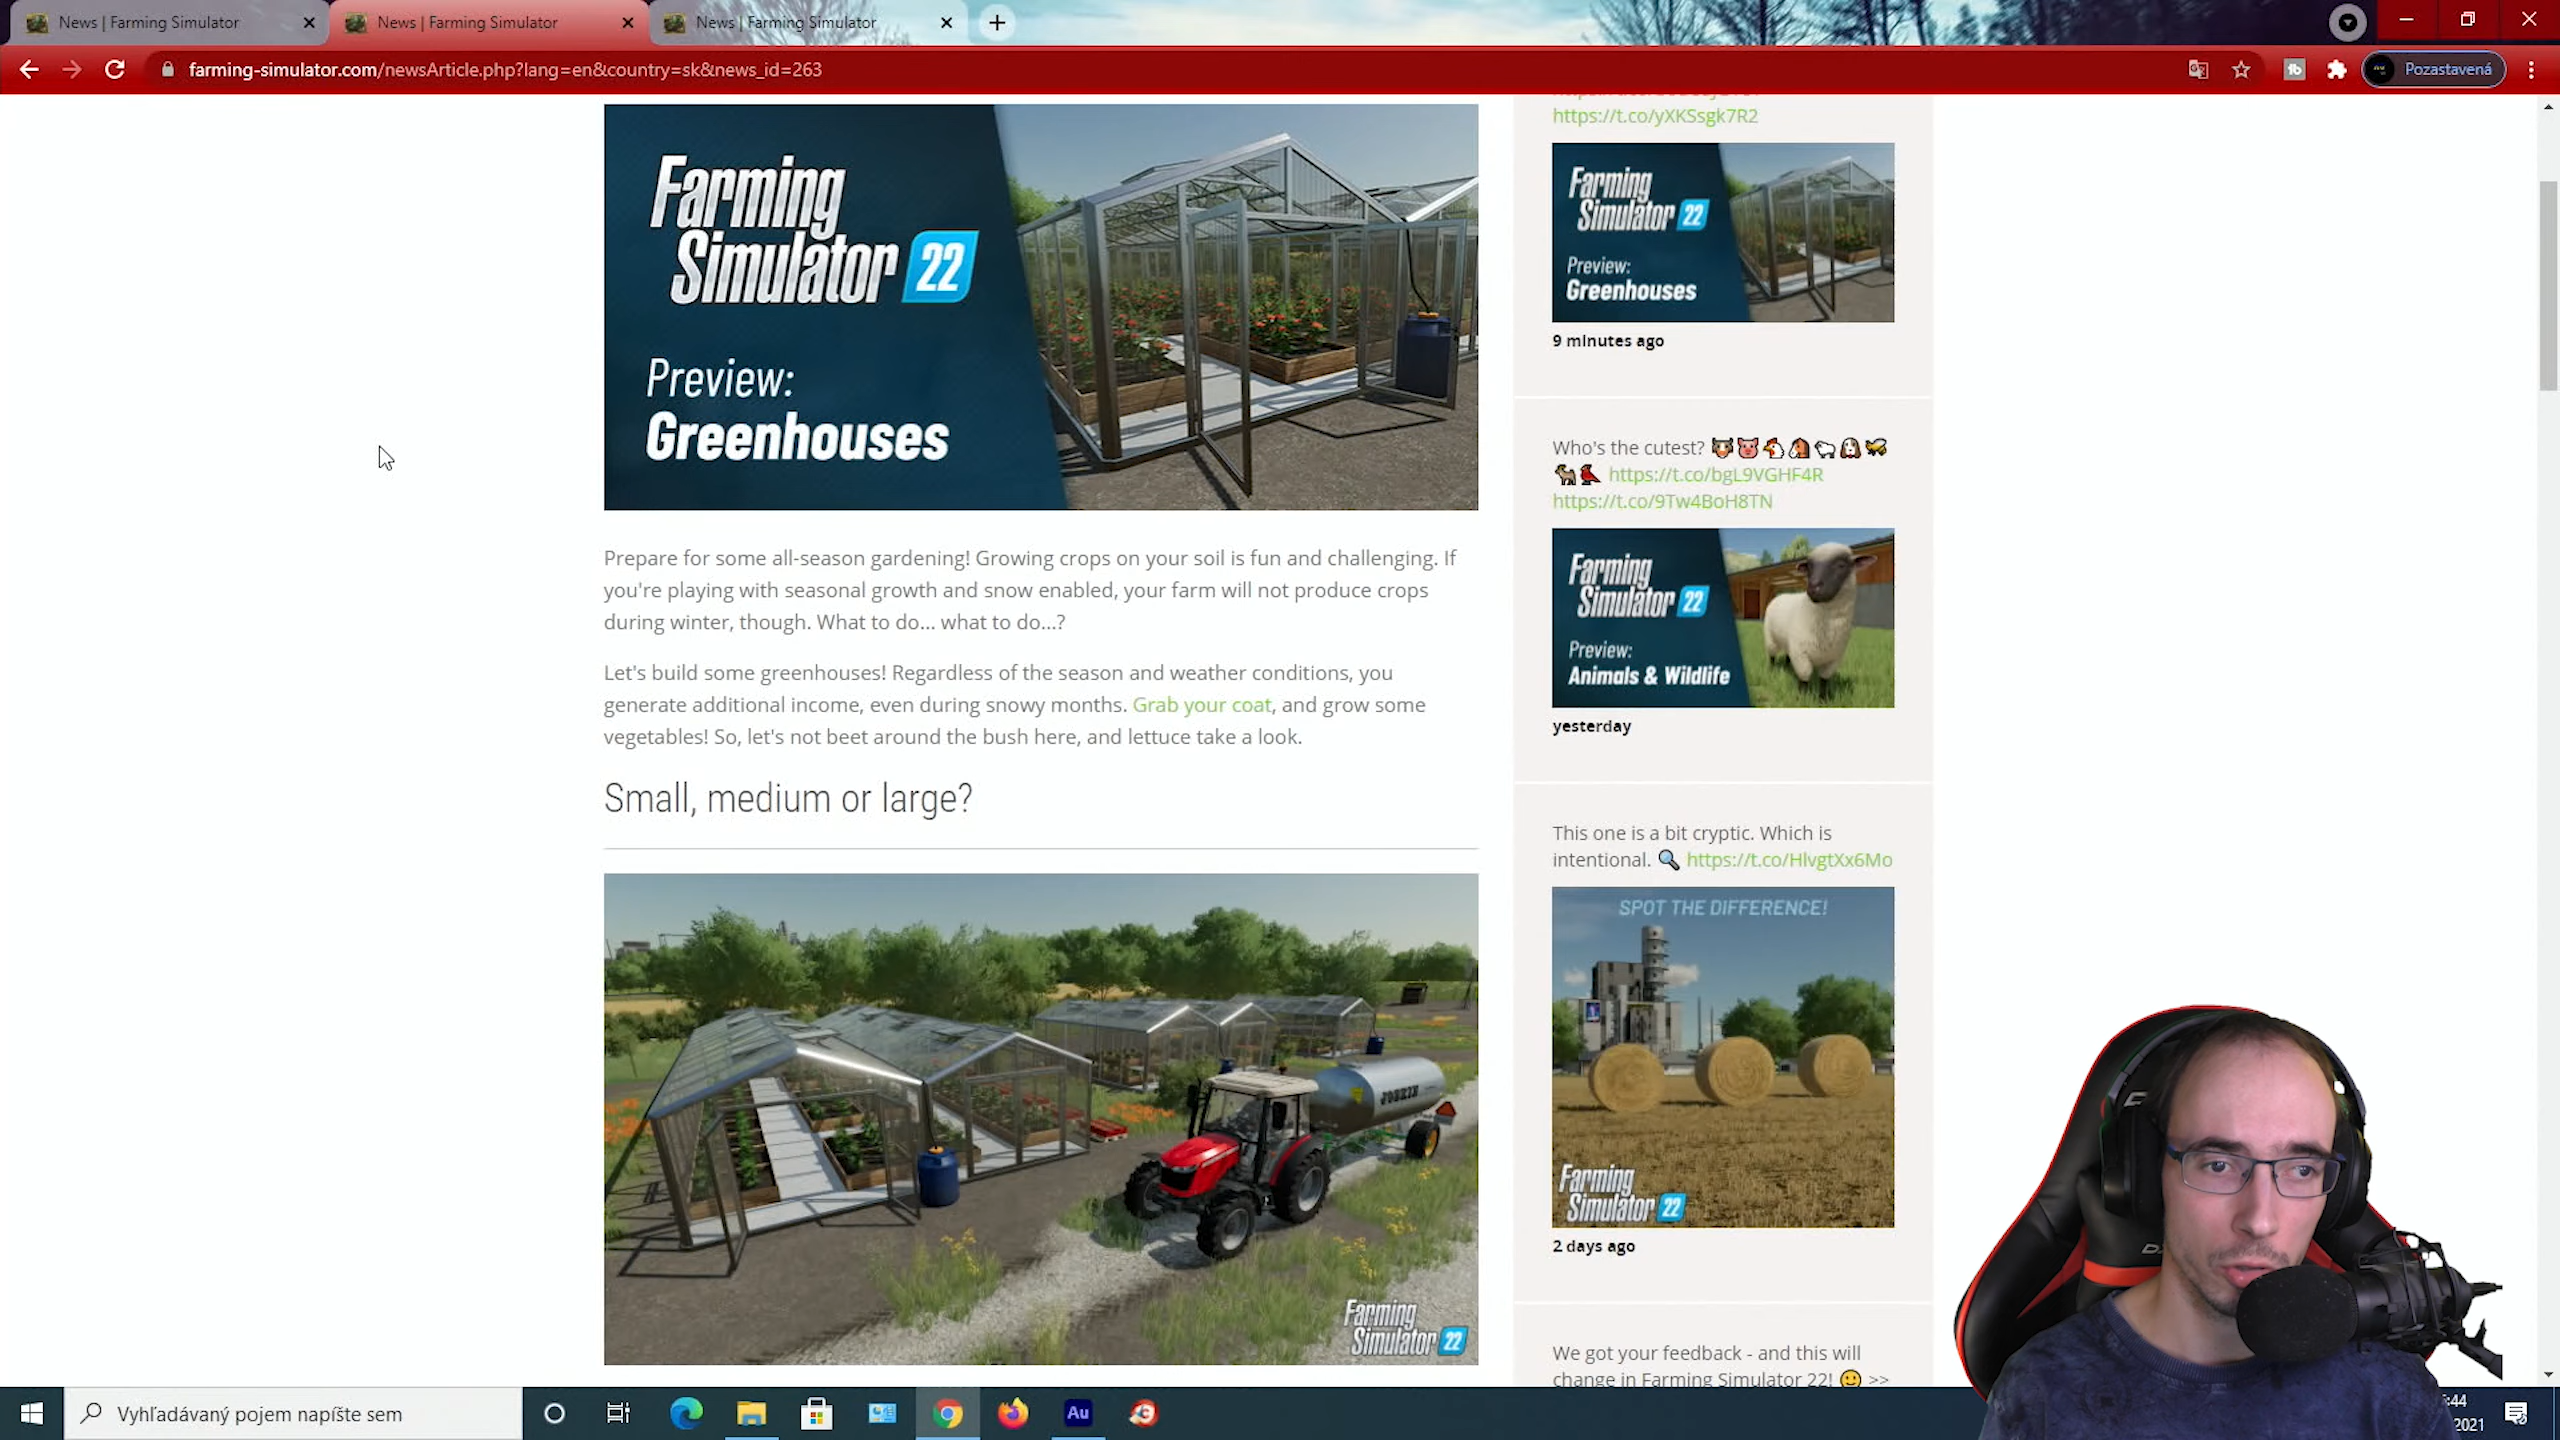 News | Farming Simulator
News | Farming Simulator
News | Farming Simulator
farming-simulator.com/newsArticle.php?lang=en&country=sk&news_id=263
Pozastavená
Farming
Simulator 22
Preview:
Greenhouses
Prepare for some all-season gardening! Growing crops on your soil is fun and challenging. If
you're playing with seasonal growth and snow enabled, your farm will not produce crops
during winter, though. What to do... what to do...?
Let's build some greenhouses! Regardless of the season and weather conditions, you
generate additional income, even during snowy months. Grab your coat, and grow some
vegetables! So, let's not beet around the bush here, and lettuce take a look.
Small, medium or large?
JOSKIN
Farming
Simulator 22
https://t.co/yXKSsgk7R2
Farming
Simulator 22
Preview:
Greenhouses
9 minutes ago
Who's the cutest?
https://t.co/bgL9VGHF4R
https://t.co/9Tw4BoH8TN
Farming
Simulator 22
Preview:
Animals & Wildlife
yesterday
This one is a bit cryptic. Which is
intentional. 🔍 https://t.co/HlvgtXx6Mo
SPOT THE DIFFERENCE!
Farming
Simulator 22
2 days ago
We got your feedback - and this will
change in Farming Simulator 22! 🙂 >>
Vyhľadávaný pojem napíšte sem
Au
:44
2021